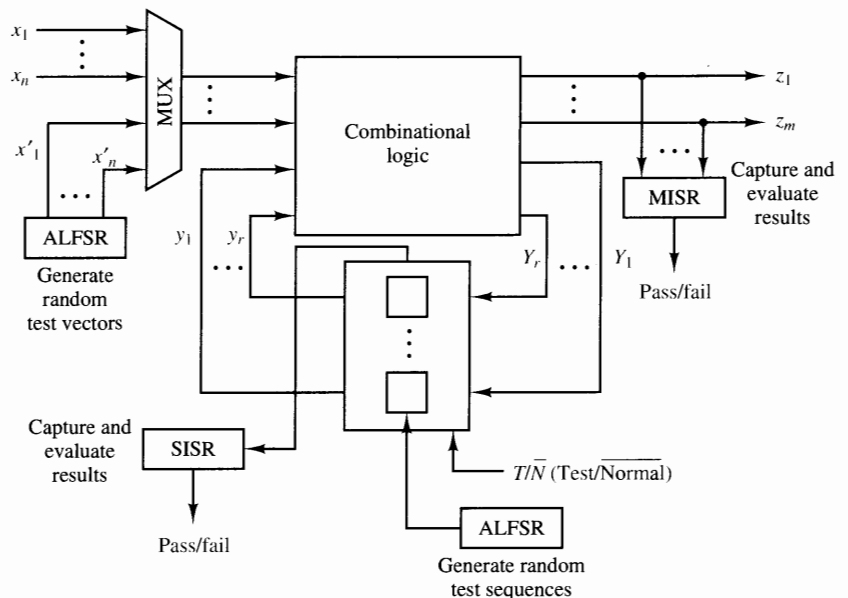 x₁
xₙ
x'₁
x'ₙ
MUX
ALFSR
Generate
random
test vectors
Combinational
logic
z₁
zₘ
MISR
Capture and
evaluate
results
Pass/fail
y₁
yᵣ
Yᵣ
Y₁
Capture and
evaluate
results
SISR
Pass/fail
T/N̅ (Test/N̅o̅r̅m̅a̅l̅)
ALFSR
Generate random
test sequences